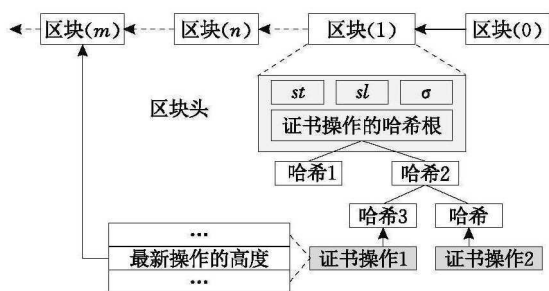 区块(m) 区块(n) 区块(1) 区块(0)
区块头
st sl σ
证书操作的哈希根
哈希1 哈希2
哈希3 哈希
...
最新操作的高度 证书操作1 证书操作2
...